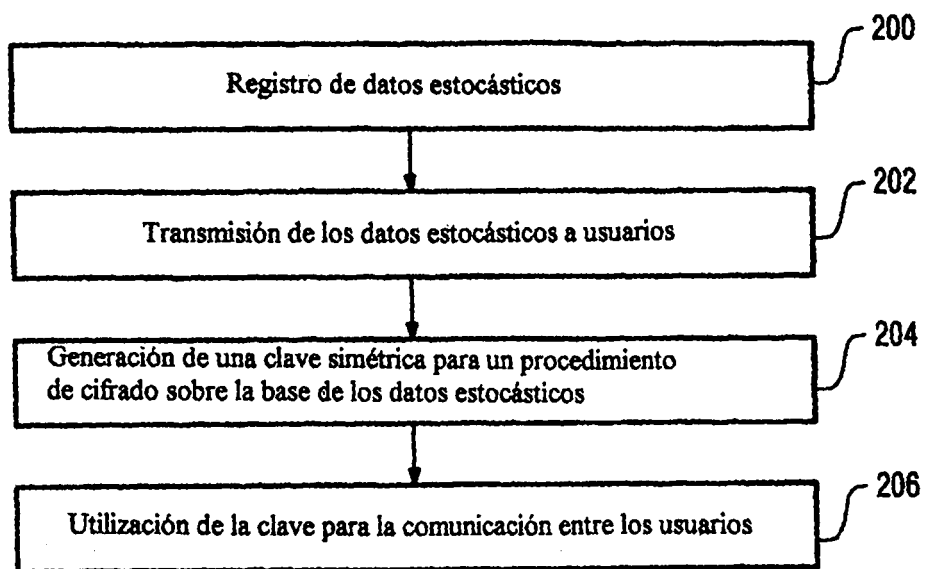 200
Registro de datos estocásticos
202
Transmisión de los datos estocásticos a usuarios
204
Generación de una clave simétrica para un procedimiento
de cifrado sobre la base de los datos estocásticos
206
Utilización de la clave para la comunicación entre los usuarios